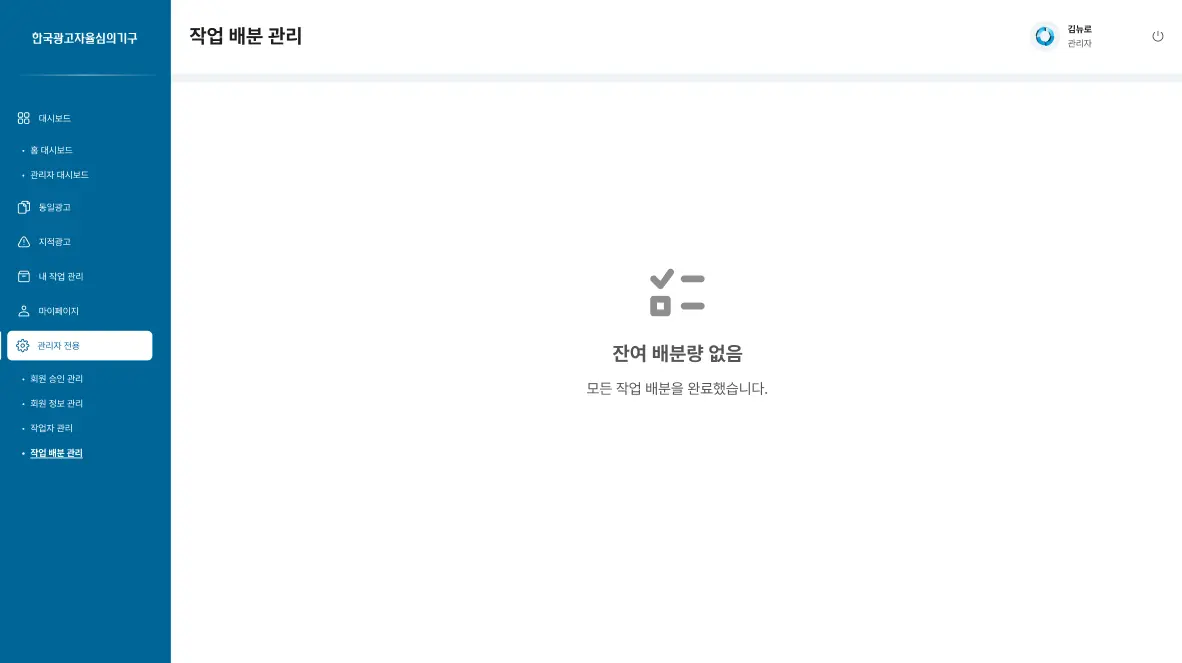 한국광고자율심의기구
작업 배분 관리
김뉴로
관리자
대시보드
• 홈 대시보드
• 관리자 대시보드
동일광고
지적광고
내 작업 관리
마이페이지
관리자 전용
• 회원 승인 관리
• 회원 정보 관리
• 작업자 관리
• 작업 배분 관리
잔여 배분량 없음
모든 작업 배분을 완료했습니다.